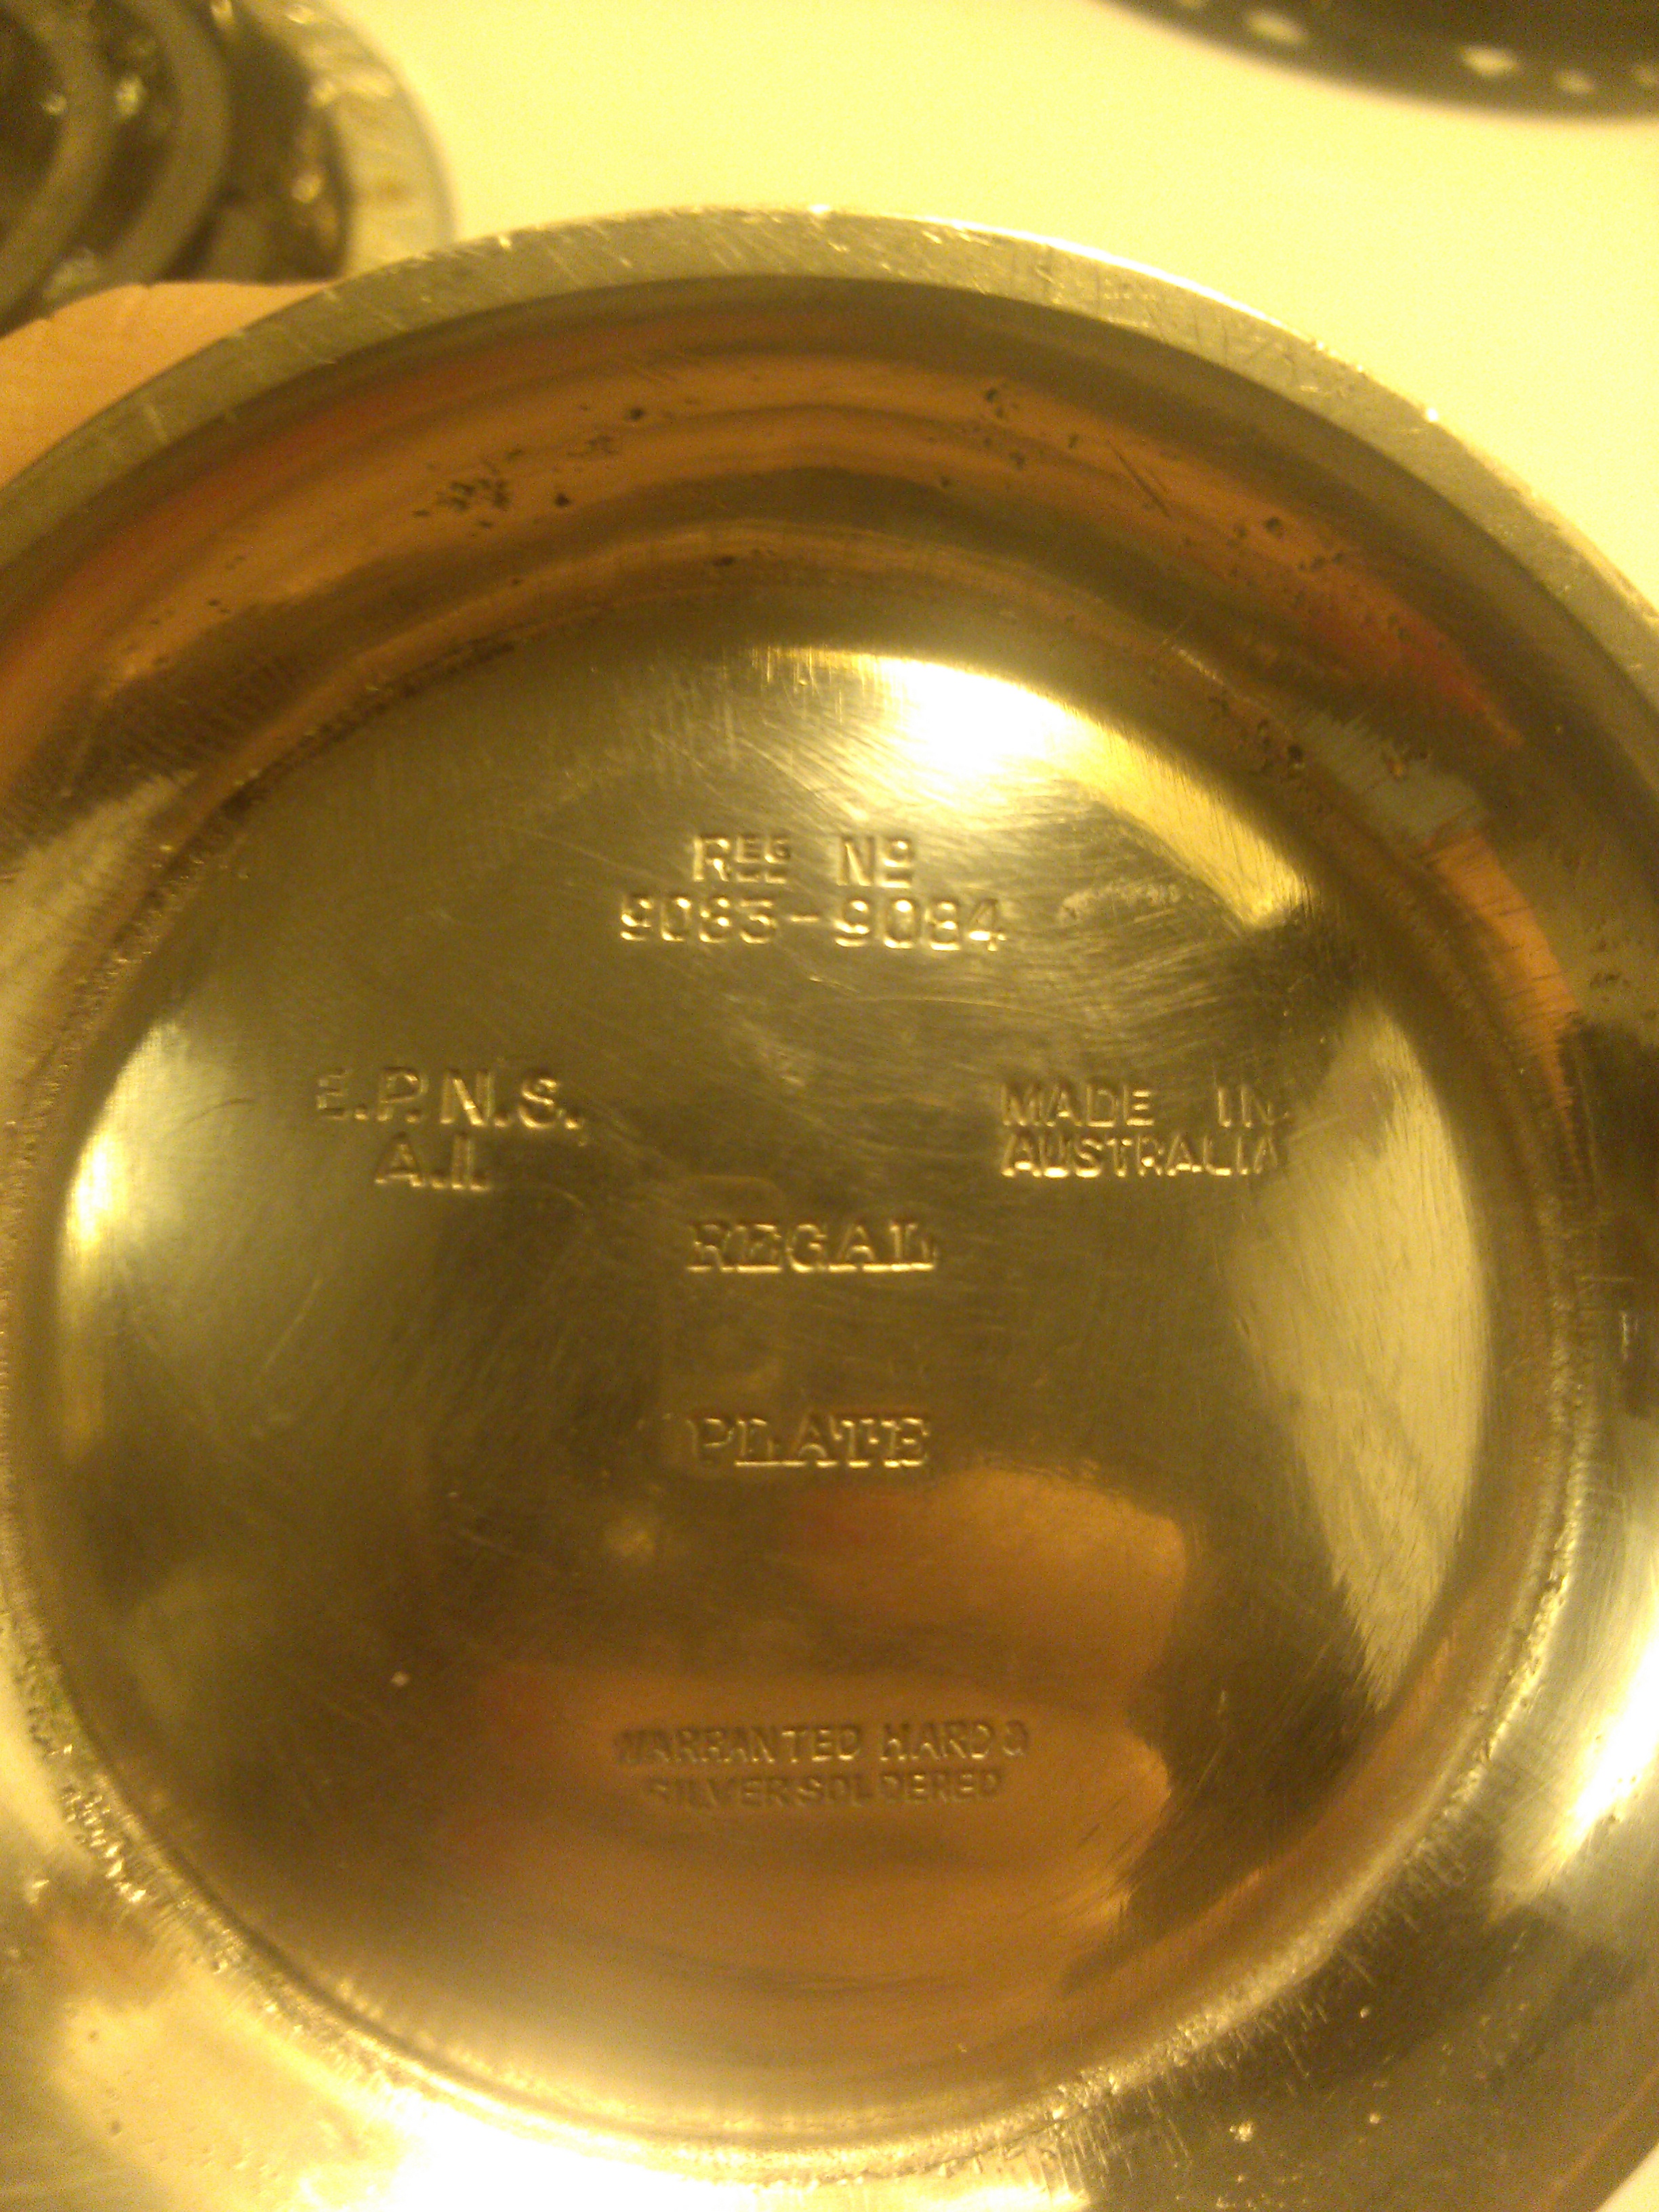 REG Nº
9083-9084
E.P.N.S.
A.I.
MADE IN
AUSTRALIA
REGAL
PLATE
WARRANTED HARD &
SILVER SOLDERED